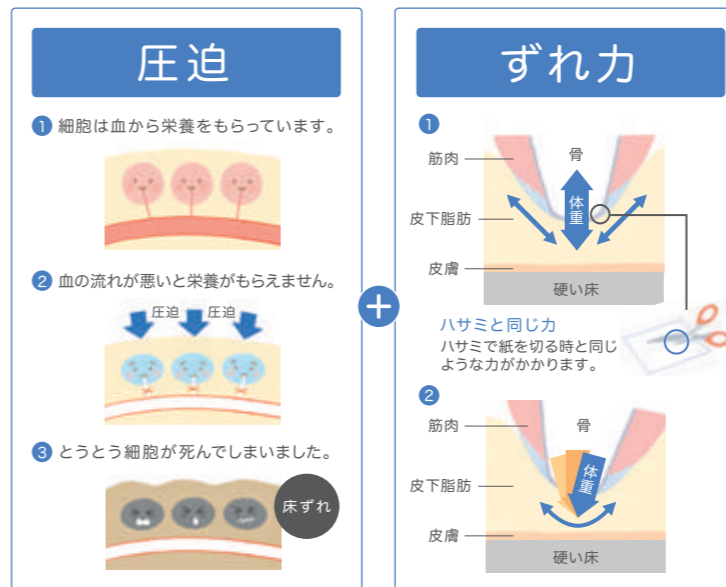 圧迫
1 細胞は血から栄養をもらっています。
2 血の流れが悪いと栄養がもらえません。
圧迫 圧迫
3 とうとう細胞が死んでしまいました。
床ずれ
+
ずれ力
1
筋肉
骨
体重
皮下脂肪
皮膚
硬い床
ハサミと同じ力
ハサミで紙を切る時と同じ
ような力がかかります。
2
筋肉
骨
体重
皮下脂肪
皮膚
硬い床